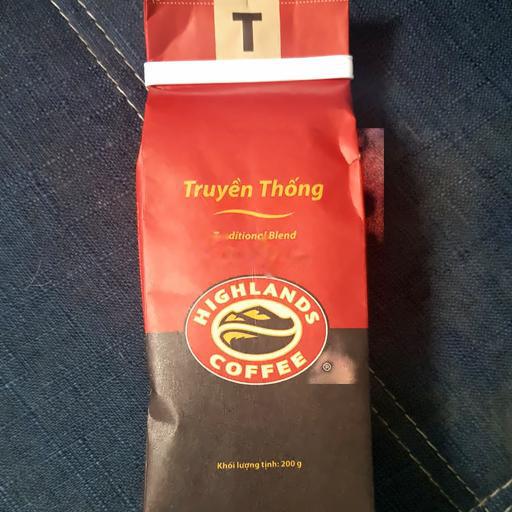 T
Truyền Thống
Traditional Blend
HIGHLANDS
COFFEE
®
Khối lượng tịnh: 200 g